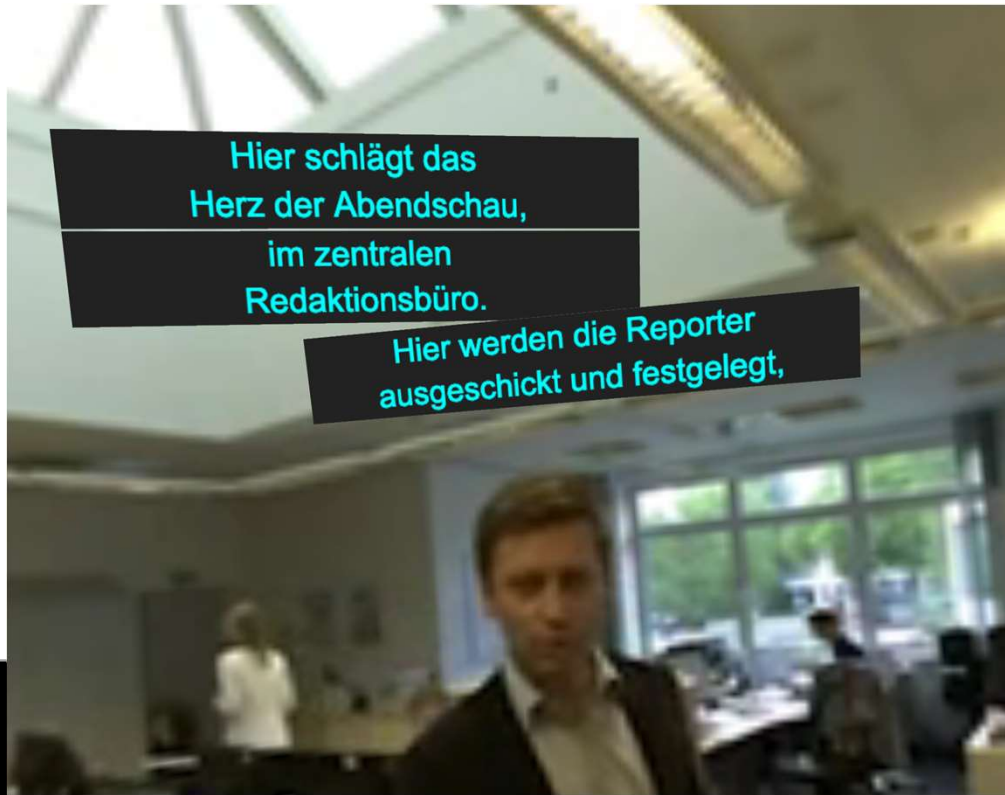 Hier schlägt das
Herz der Abendschau,
im zentralen
Redaktionsbüro.
Hier werden die Reporter
ausgeschickt und festgelegt,